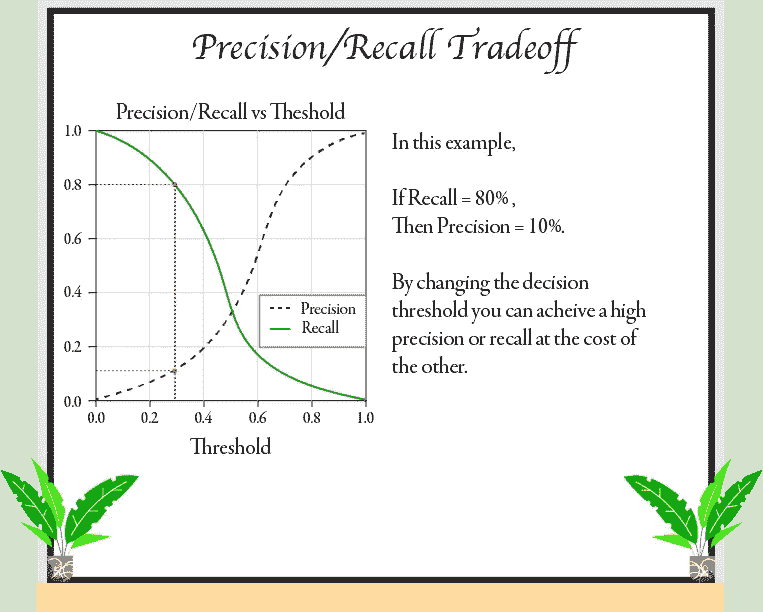 Precision/Recall Tradeoff
Precision/Recall vs Theshold
1.0
0.8
0.6
0.4
0.2
0.0
0.0 0.2 0.4 0.6 0.8 1.0
Threshold
Precision
Recall
In this example,
If Recall = 80%,
Then Precision = 10%.
By changing the decision
threshold you can acheive a high
precision or recall at the cost of
the other.